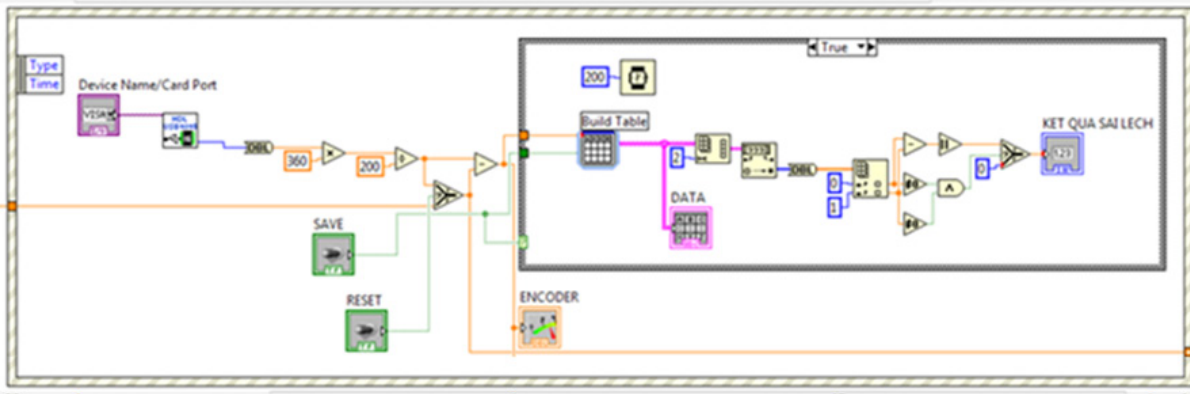 True
Type
Time
Device Name/Card Port
200
Build Table
KET QUA SAI LECH
DBL
360
200
2
DBL
0
1
0
123
DATA
SAVE
RESET
ENCODER